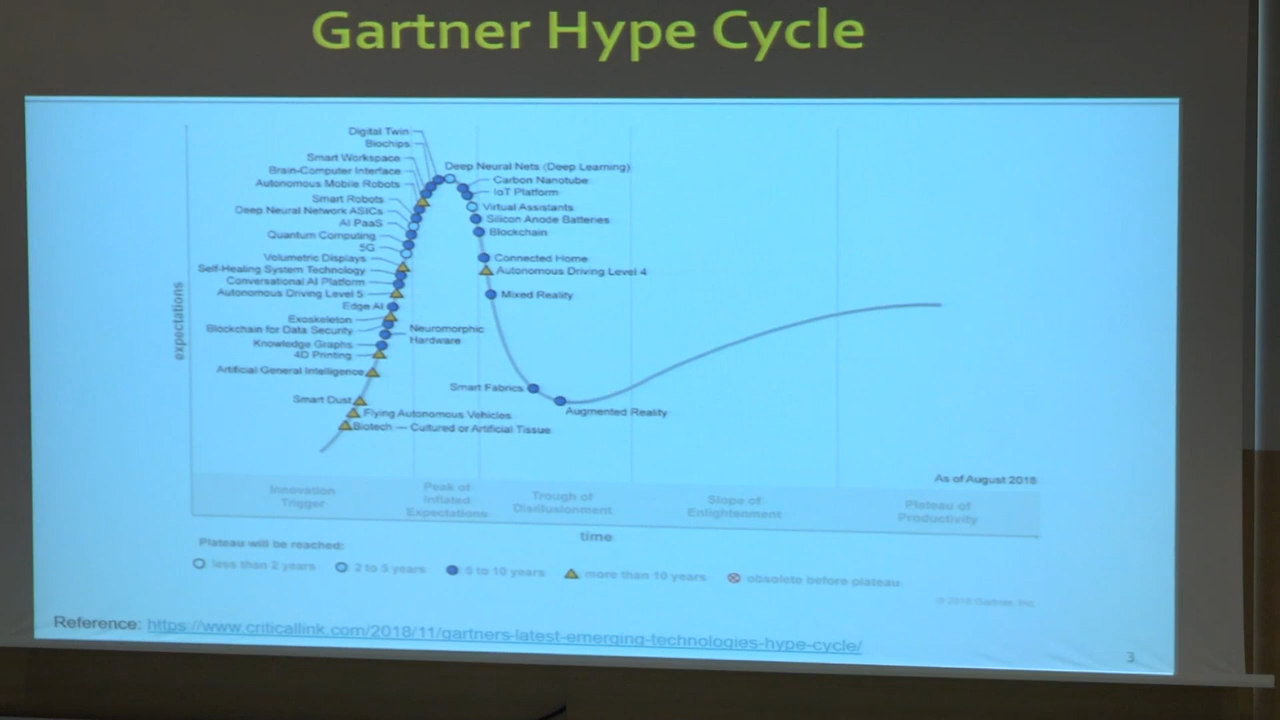 Gartner Hype Cycle
Digital Twin
Biochips
Smart Workspace
Brain-Computer Interface
Autonomous Mobile Robots
Smart Robots
Deep Neural Network ASICs
AI PaaS
Quantum Computing
5G
Volumetric Displays
Self-Healing System Technology
Conversational AI Platform
Autonomous Driving Level 5
Edge AI
Exoskeleton
Blockchain for Data Security
Knowledge Graphs
4D Printing
Artificial General Intelligence
Smart Dust
Flying Autonomous Vehicles
Biotech — Cultured or Artificial Tissue
Neuromorphic
Hardware
Deep Neural Nets (Deep Learning)
Carbon Nanotube
IoT Platform
Virtual Assistants
Silicon Anode Batteries
Blockchain
Connected Home
Autonomous Driving Level 4
Mixed Reality
Smart Fabrics
Augmented Reality
expectations
As of August 2018
Innovation
Trigger
Peak of
Inflated
Expectations
Trough of
Disillusionment
Slope of
Enlightenment
Plateau of
Productivity
time
Plateau will be reached:
less than 2 years
2 to 5 years
5 to 10 years
more than 10 years
obsolete before plateau
© 2018 Gartner, Inc.
Reference: https://www.criticallink.com/2018/11/gartners-latest-emerging-technologies-hype-cycle/
3